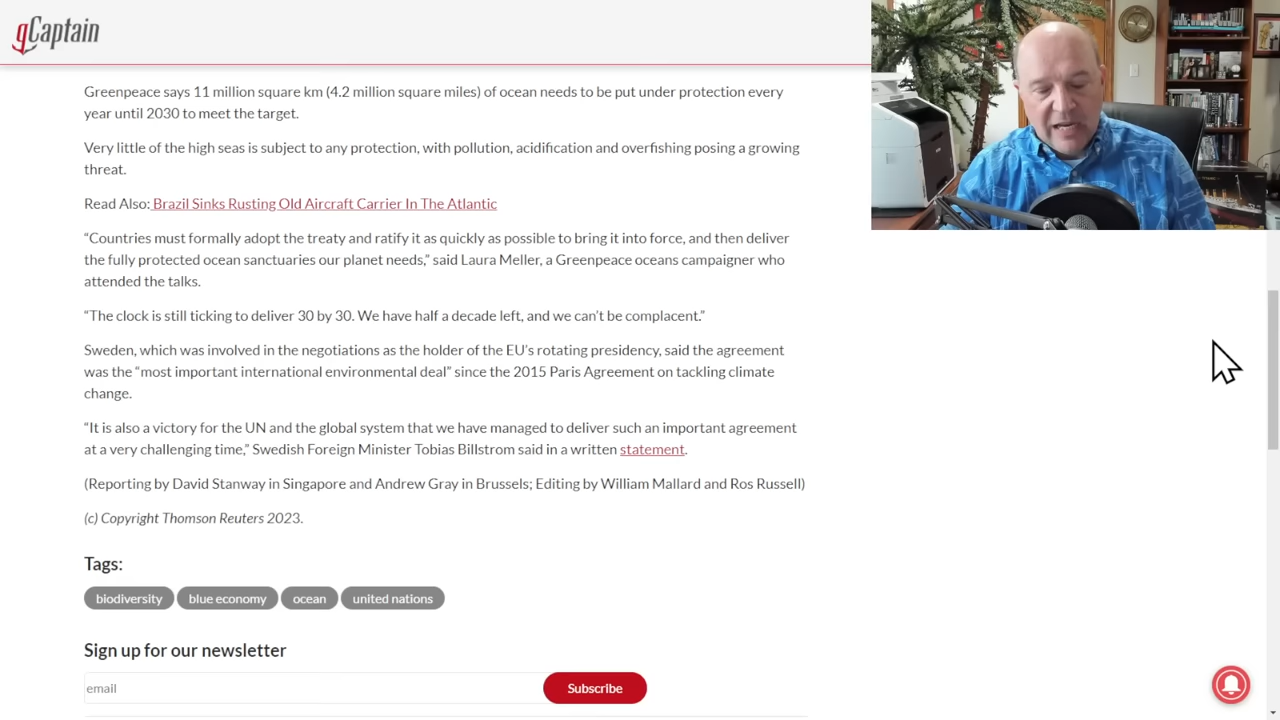 gCaptain
Greenpeace says 11 million square km (4.2 million square miles) of ocean needs to be put under protection every
year until 2030 to meet the target.
Very little of the high seas is subject to any protection, with pollution, acidification and overfishing posing a growing
threat.
Read Also: Brazil Sinks Rusting Old Aircraft Carrier In The Atlantic
“Countries must formally adopt the treaty and ratify it as quickly as possible to bring it into force, and then deliver
the fully protected ocean sanctuaries our planet needs,” said Laura Meller, a Greenpeace oceans campaigner who
attended the talks.
“The clock is still ticking to deliver 30 by 30. We have half a decade left, and we can’t be complacent.”
Sweden, which was involved in the negotiations as the holder of the EU’s rotating presidency, said the agreement
was the “most important international environmental deal” since the 2015 Paris Agreement on tackling climate
change.
“It is also a victory for the UN and the global system that we have managed to deliver such an important agreement
at a very challenging time,” Swedish Foreign Minister Tobias Billstrom said in a written statement.
(Reporting by David Stanway in Singapore and Andrew Gray in Brussels; Editing by William Mallard and Ros Russell)
(c) Copyright Thomson Reuters 2023.
Tags:
biodiversity blue economy ocean united nations
Sign up for our newsletter
email Subscribe